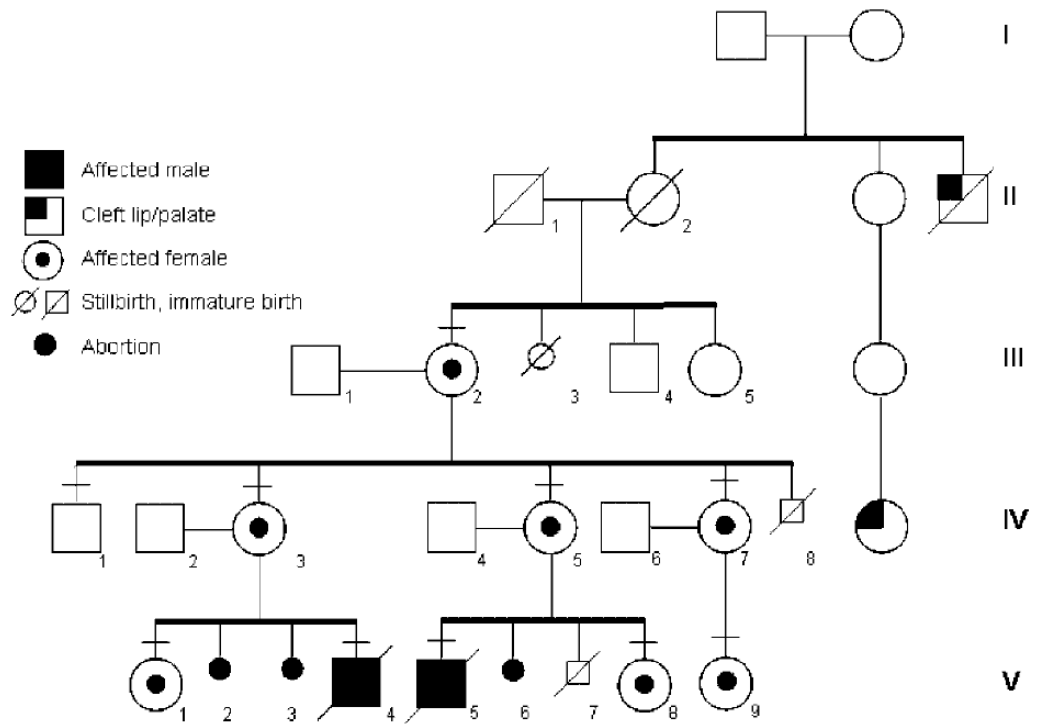 I
Affected male
Cleft lip/palate
Affected female
Stillbirth, immature birth
Abortion
1 2 II
1 2 3 4 5 III
1 2 3 4 5 6 7 8 IV
1 2 3 4 5 6 7 8 9 V